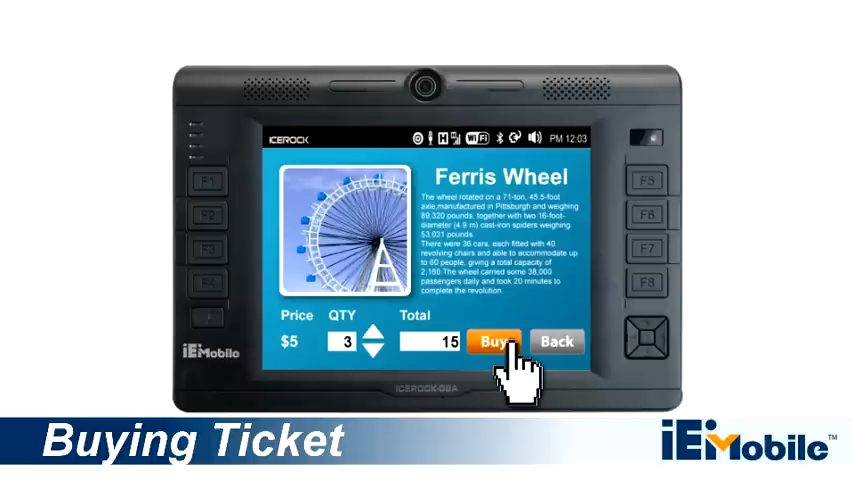 ICEROCK
H
WiFi
PM 12:03
F1
F2
F3
F4
F5
F6
F7
F8
Ferris Wheel
The wheel rotated on a 71-ton, 45.5-foot
axle,manufactured in Pittsburgh and weighing
89,320 pounds, together with two 16-foot-
diameter (4.9 m) cast-iron spiders weighing
53,031 pounds.
There were 36 cars, each fitted with 40
revolving chairs and able to accommodate up
to 60 people, giving a total capacity of
2,160.The wheel carried some 38,000
passengers daily and took 20 minutes to
complete the revolution.
Price QTY Total
$5 3 15 Buy Back
iEiMobile
ICEROCK-08A
Buying Ticket
iEiMobile™